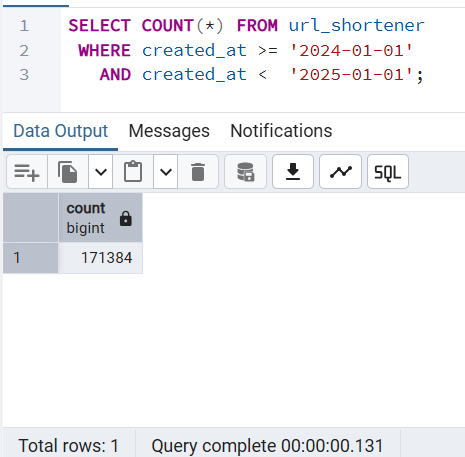 1 SELECT COUNT(*) FROM url_shortener
2 WHERE created_at >= '2024-01-01'
3 AND created_at < '2025-01-01';
Data Output Messages Notifications
SQL
count
bigint
1 171384
Total rows: 1 Query complete 00:00:00.131